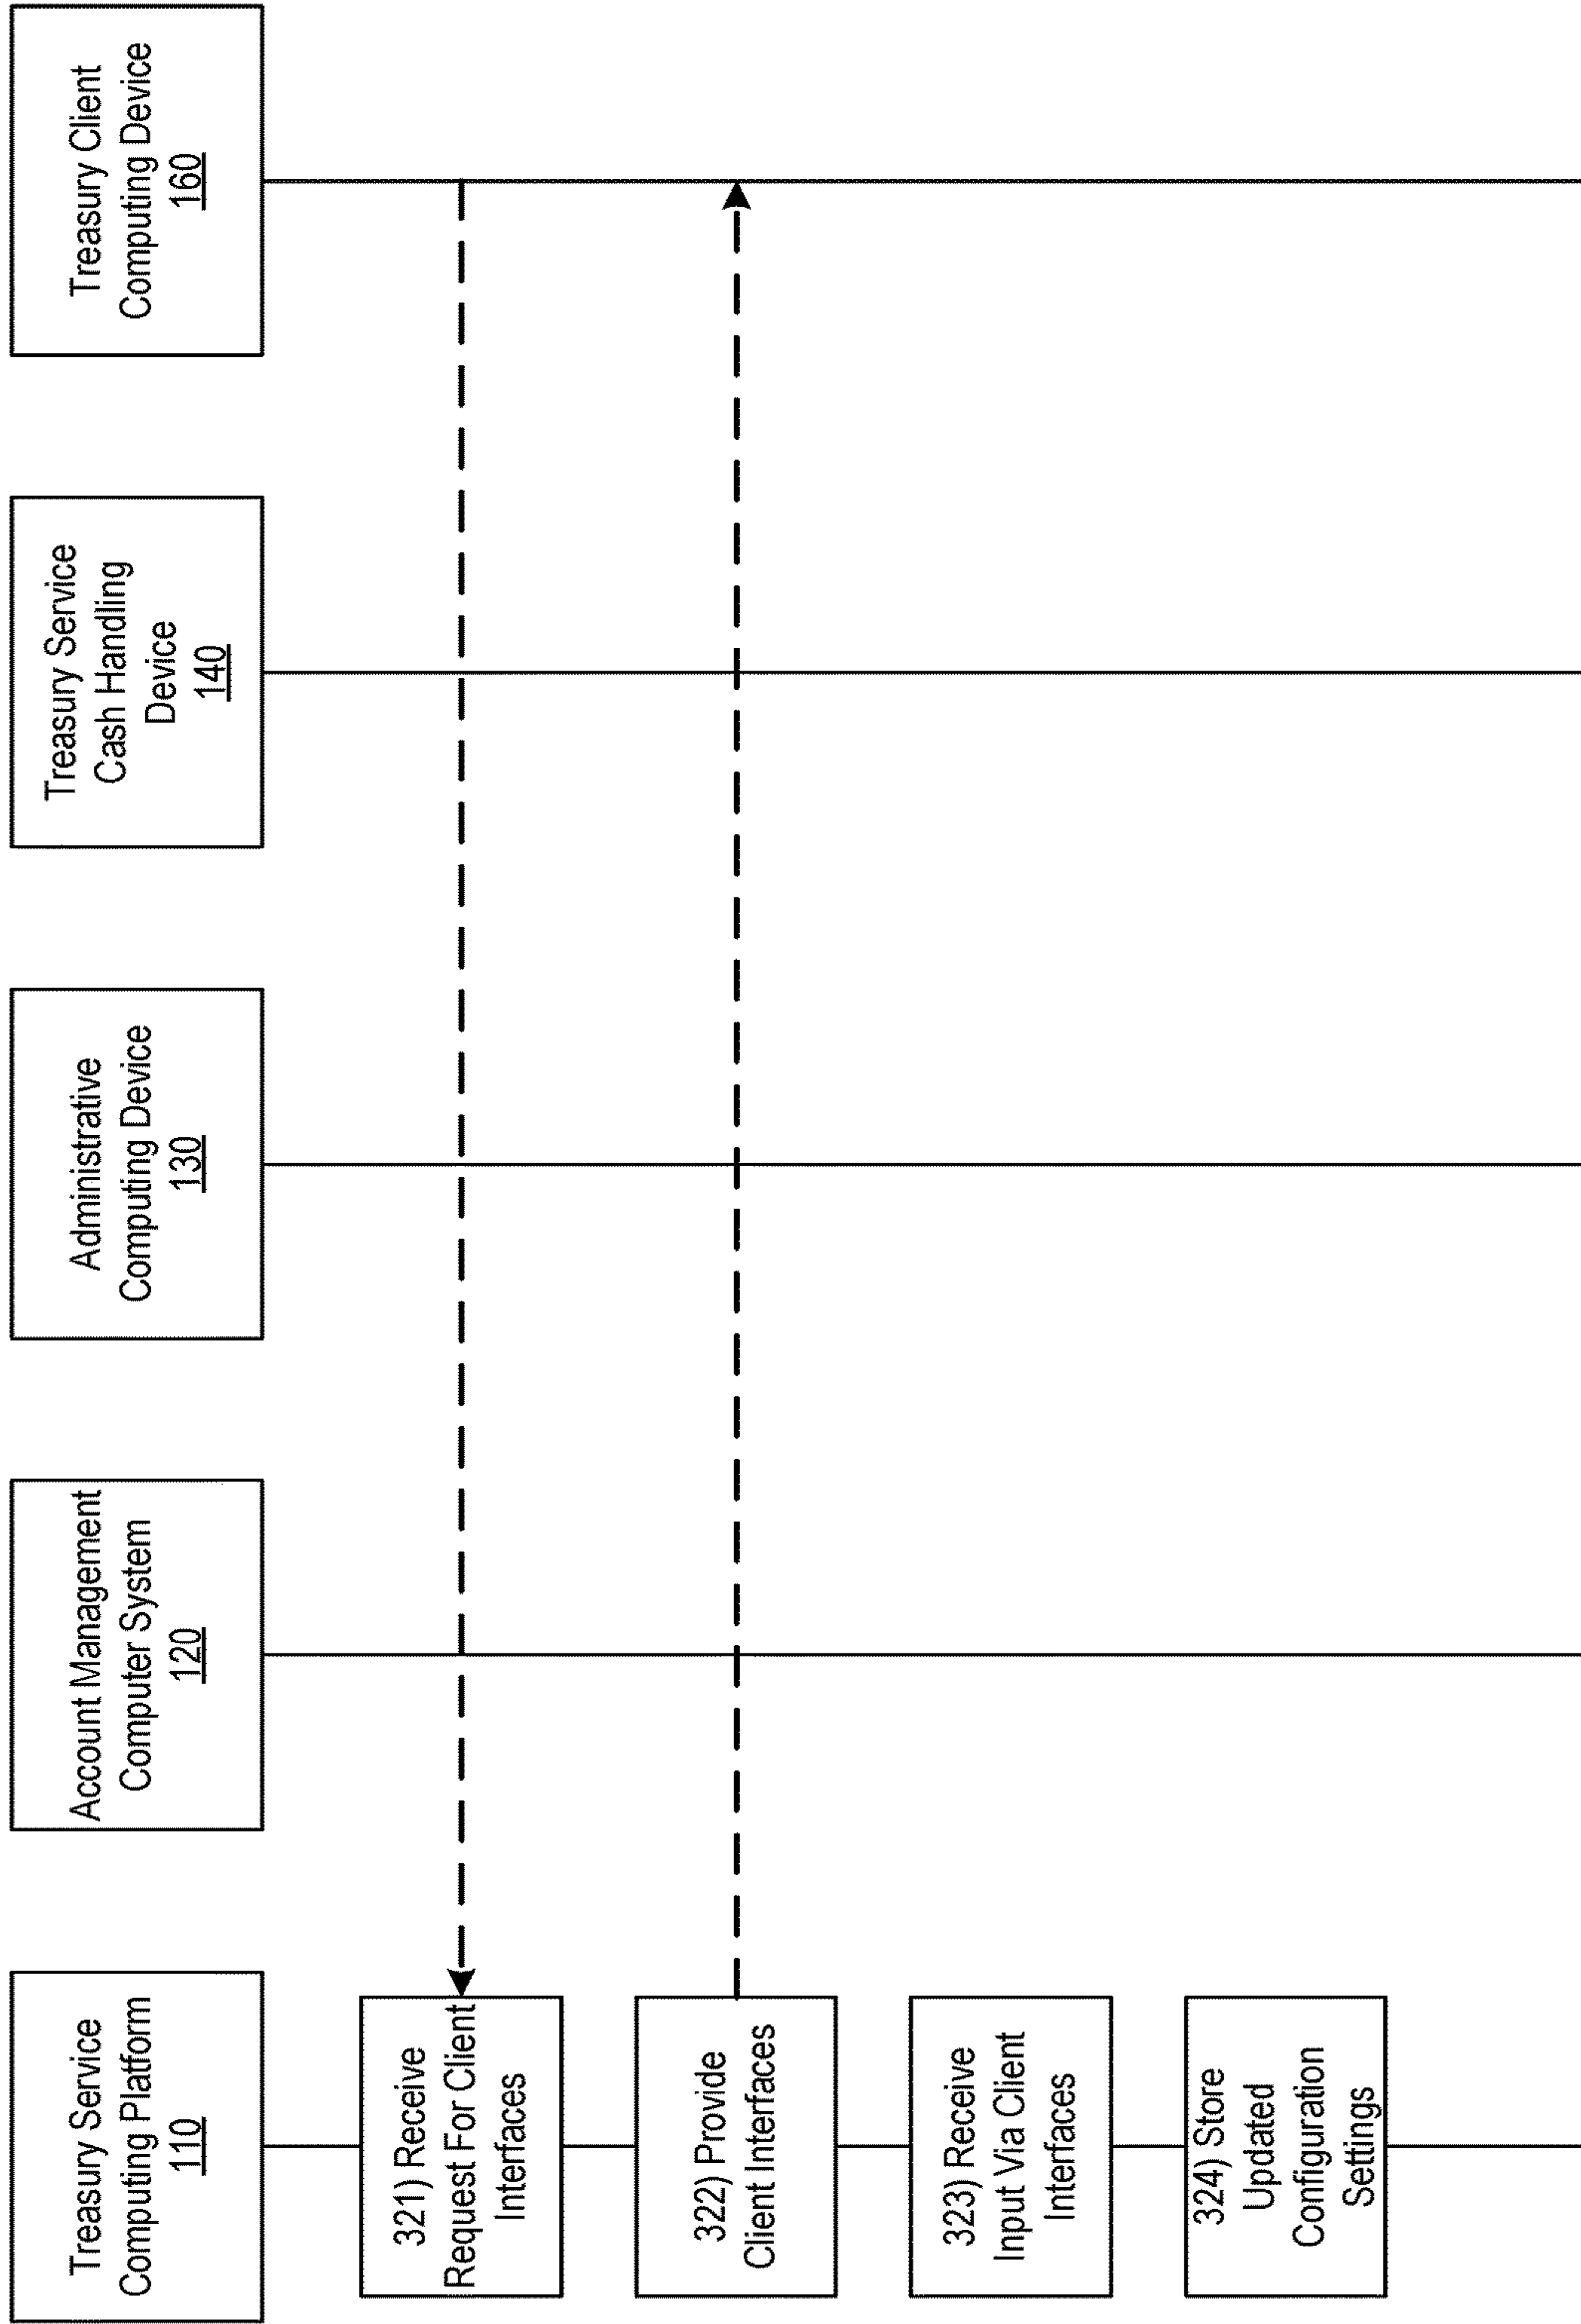 Treasury Service
Computing Platform
110
Account Management
Computer System
120
Administrative
Computing Device
130
Treasury Service
Cash Handling
Device
140
Treasury Client
Computing Device
160
321) Receive
Request For Client
Interfaces
322) Provide
Client Interfaces
323) Receive
Input Via Client
Interfaces
324) Store
Updated
Configuration
Settings